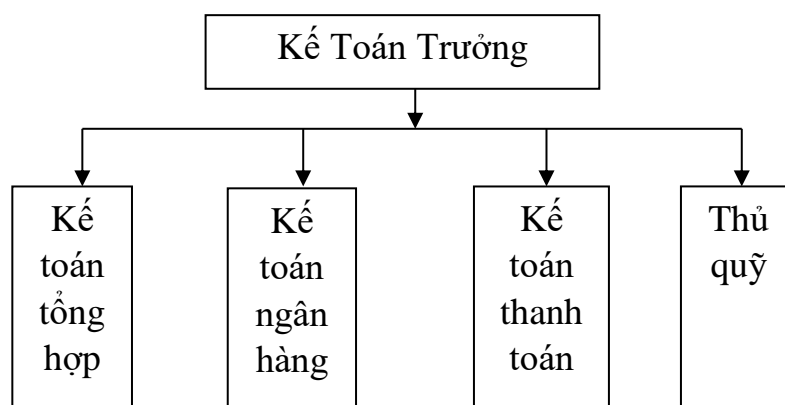 Kế Toán Trưởng
Kế
toán
tổng
hợp
Kế
toán
ngân
hàng
Kế
toán
thanh
toán
Thủ
quỹ